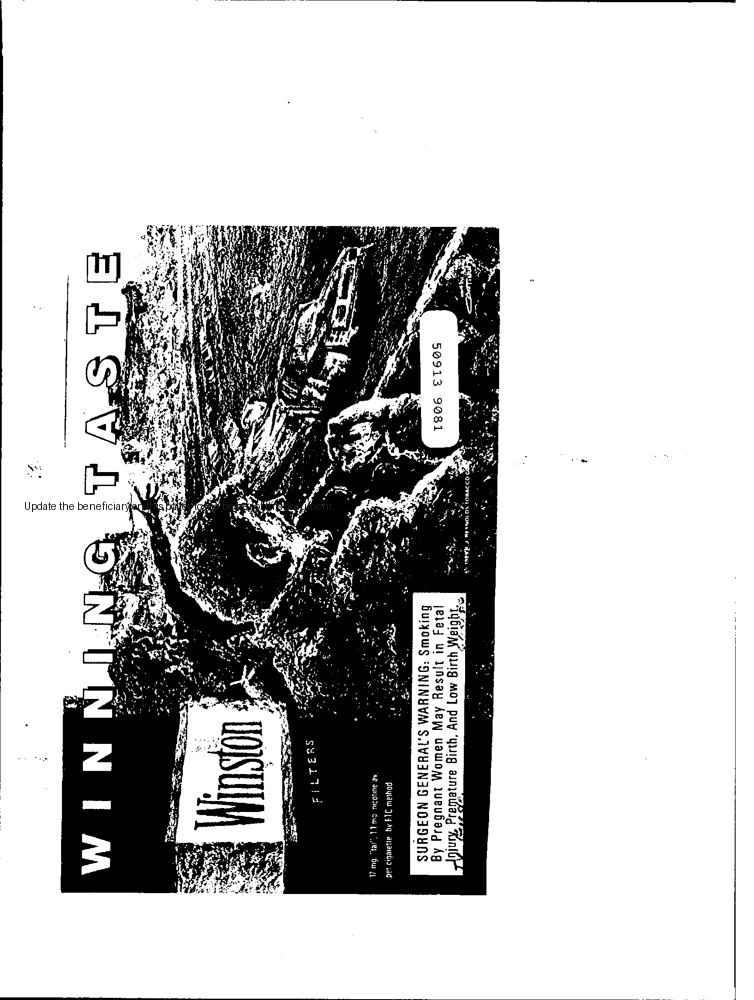 WINNING TASTE
Winston
FILTERS
17 mg. "tar", 1.1 mg. nicotine av.
per cigarette by FTC method.
SURGEON GENERAL'S WARNING: Smoking
By Pregnant Women May Result in Fetal
Injury, Premature Birth, And Low Birth Weight.
50913 9081
REYNOLDS TOBACCO
Update the beneficiary